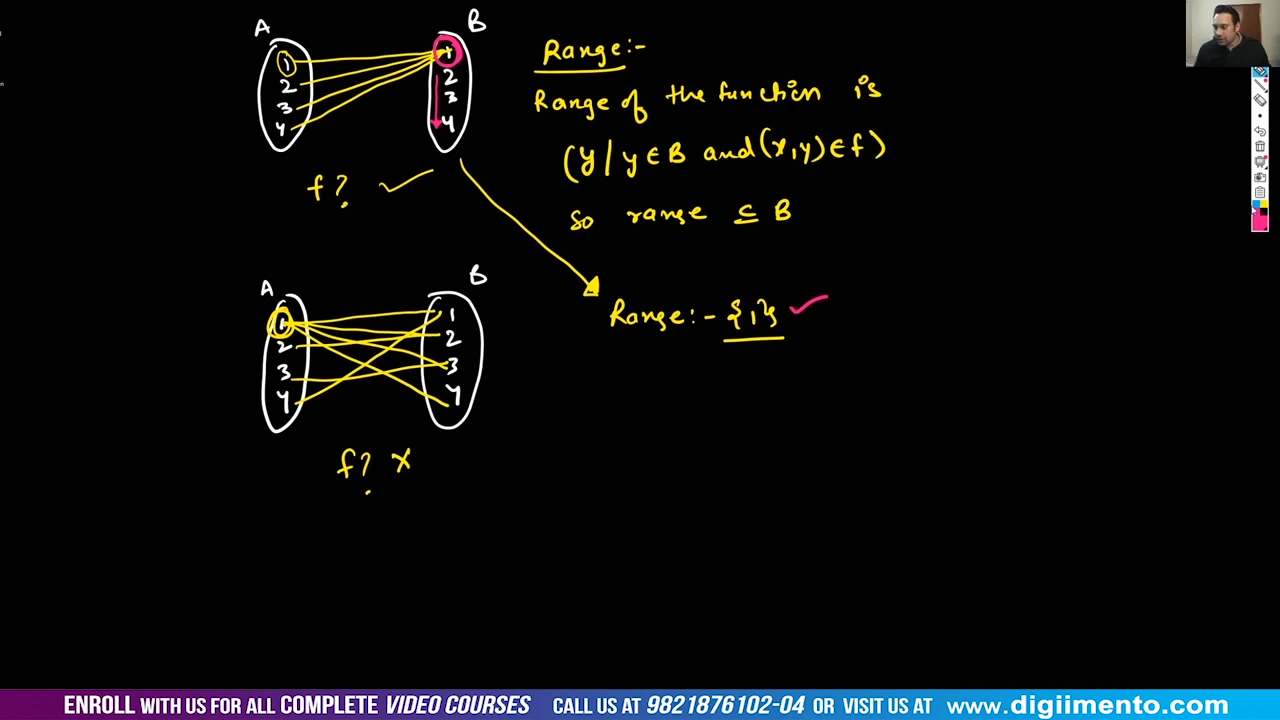 A B
1 1
2 2
3 3
4 4
f? ✓
Range:-
Range of the function is
(y / y ∈ B and (x, y) ∈ f)
so range ⊆ B
Range:- {1} ✓
A B
1 1
2 2
3 3
4 4
f? x
ENROLL WITH US FOR ALL COMPLETE VIDEO COURSES CALL US AT 9821876102-04 OR VISIT US AT www.digiimento.com